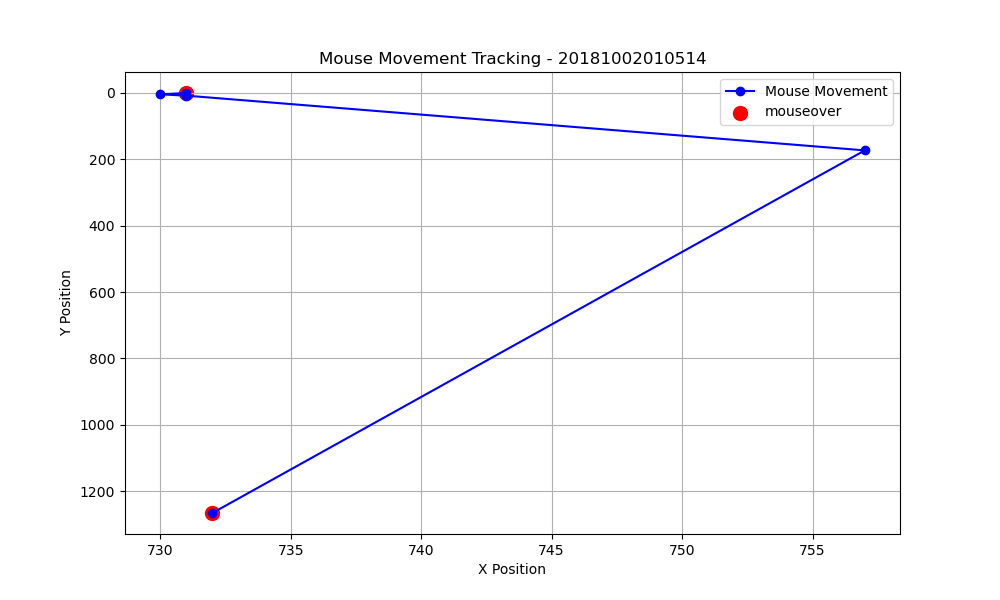 Mouse Movement Tracking - 20181002010514
Mouse Movement
mouseover
Y Position
0
200
400
600
800
1000
1200
730 735 740 745 750 755
X Position